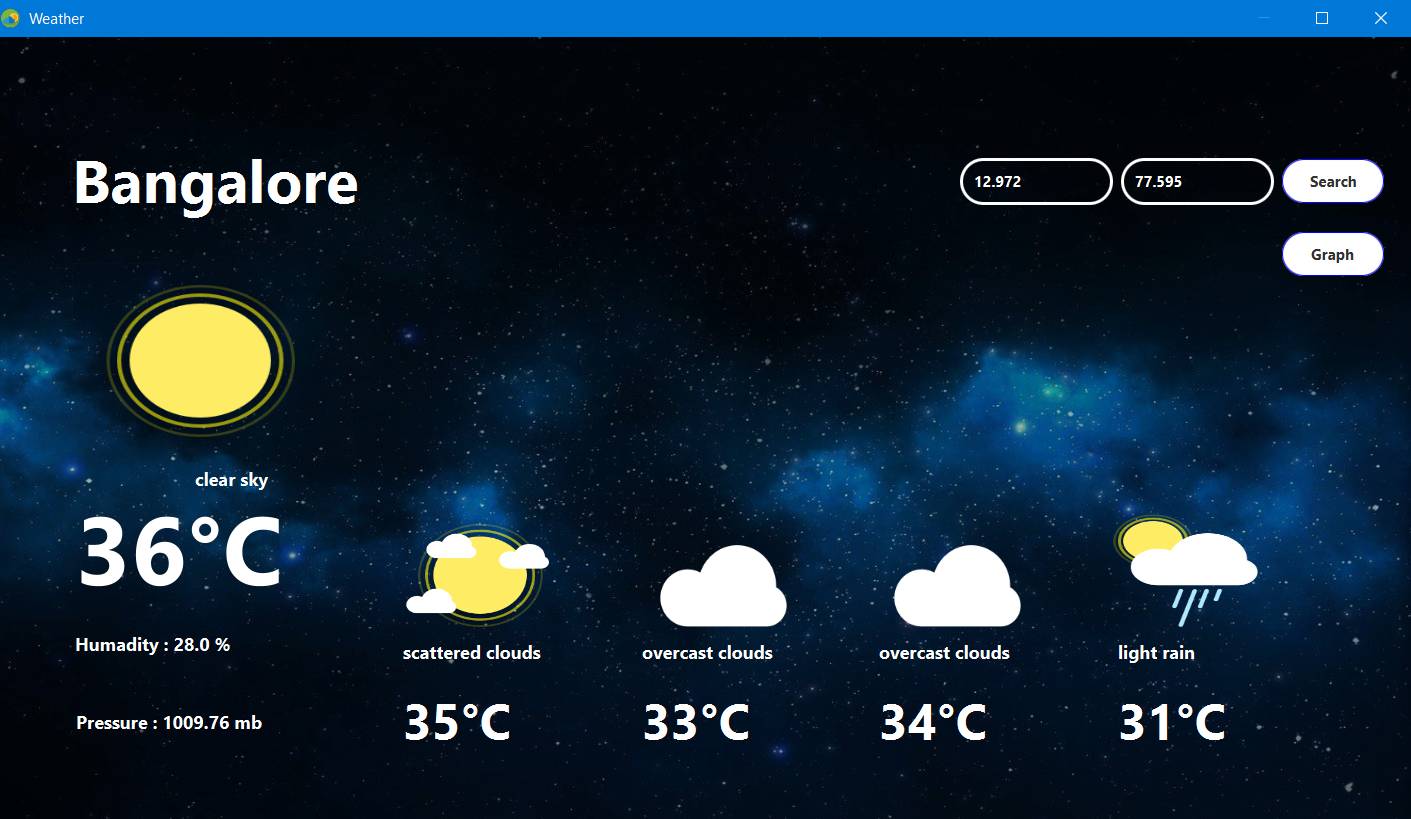 Weather
Bangalore
12.972 77.595 Search
Graph
clear sky
36°C
Humadity : 28.0 %
Pressure : 1009.76 mb
scattered clouds overcast clouds overcast clouds light rain
35°C 33°C 34°C 31°C